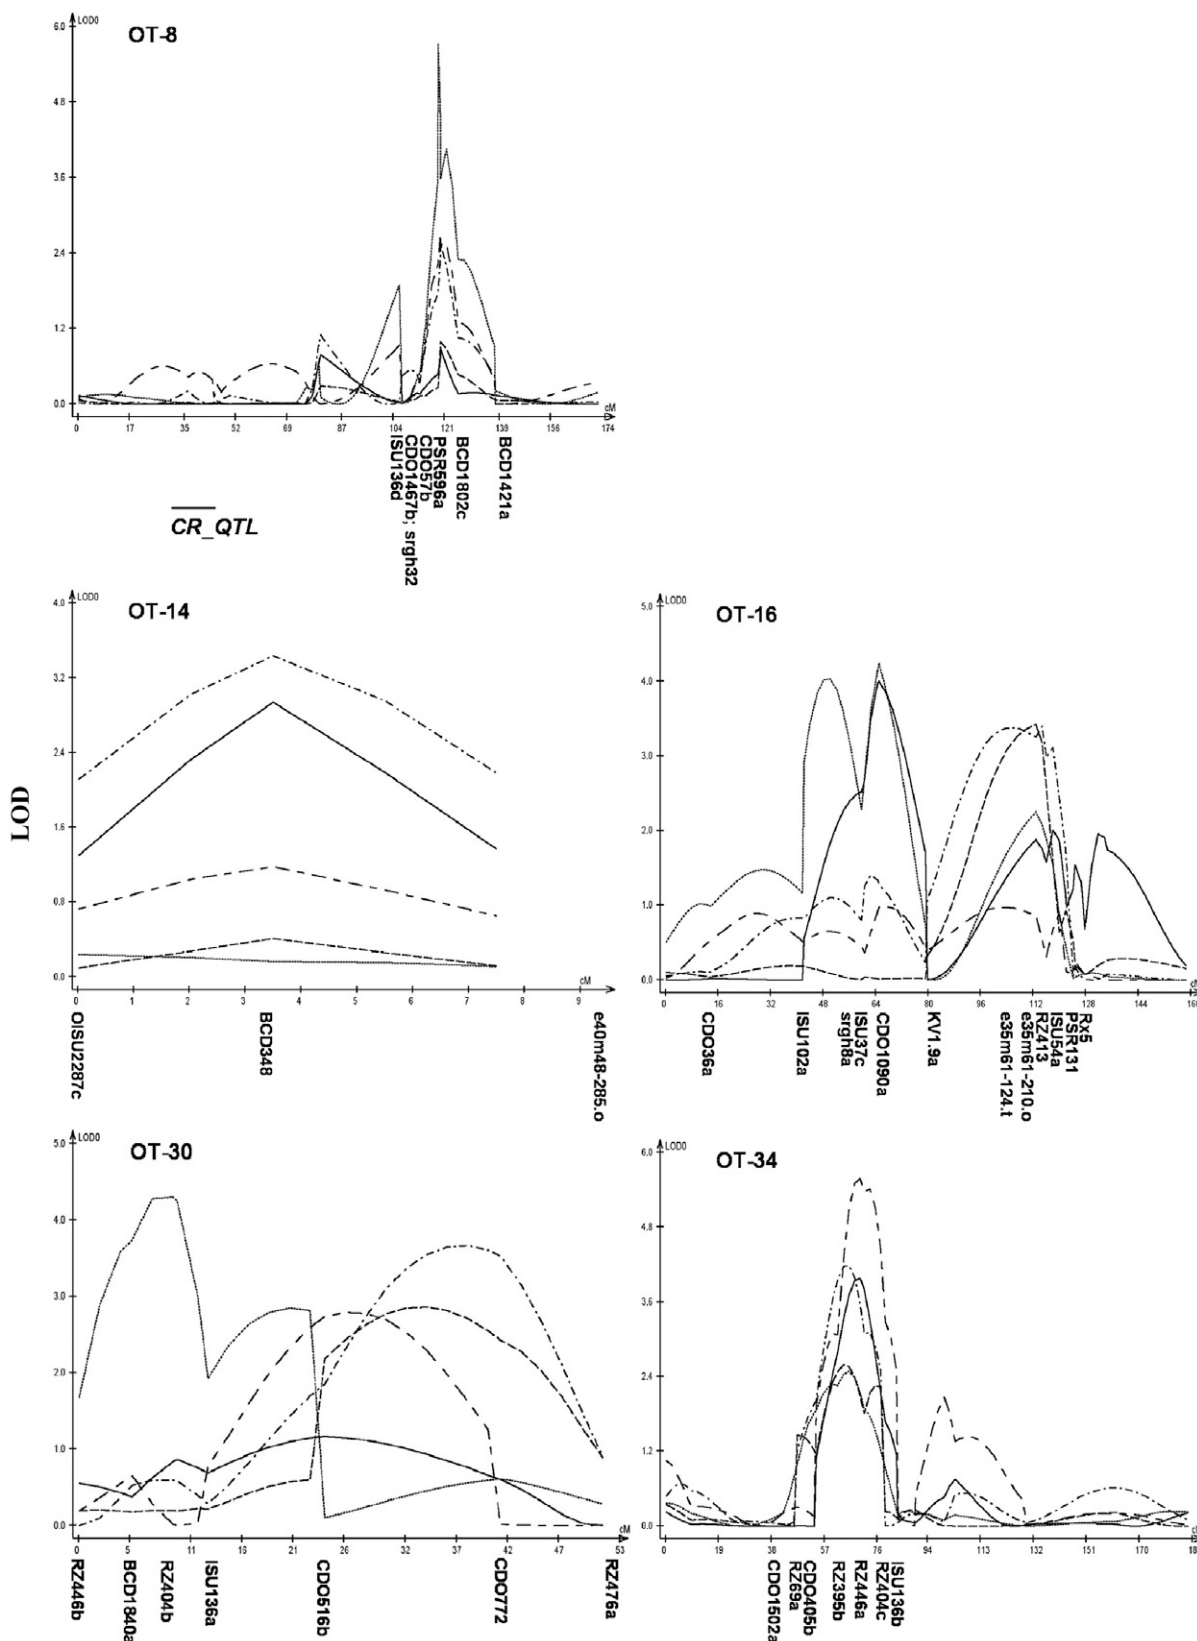 LOD
OT-8
LOD0
6.0
4.8
3.6
2.4
1.2
0.0
cM
0 17 35 52 69 87 104 121 139 156 174
ISU136d
CDO1467b; srgh32
CDO57b
PSR596a
BCD1802c
BCD1421a
CR_QTL
OT-14
LOD0
4.0
3.2
2.4
1.6
0.8
0.0
cM
0 1 2 3 4 5 6 7 8 9
OISU2287c
BCD348
e40m48-285.o
OT-16
LOD0
5.0
4.0
3.0
2.0
1.0
0.0
cM
0 16 32 48 64 80 96 112 128 144 160
CDO36a
ISU102a
srgh8a
ISU37c
CDO1090a
KV1.9a
e35m61-124.t
e35m61-210.o
RZ413
ISU54a
PSR131
Rx5
OT-30
LOD0
5.0
4.0
3.0
2.0
1.0
0.0
cM
0 5 11 16 21 26 32 37 42 47 53
RZ446b
BCD1840a
RZ404b
ISU136a
CDO516b
CDO772
RZ476a
OT-34
LOD0
6.0
4.8
3.6
2.4
1.2
0.0
0 19 38 57 76 94 113 132 151 170
CDO1502a
RZ69a
CDO405b
RZ395b
RZ446a
RZ404c
ISU136b